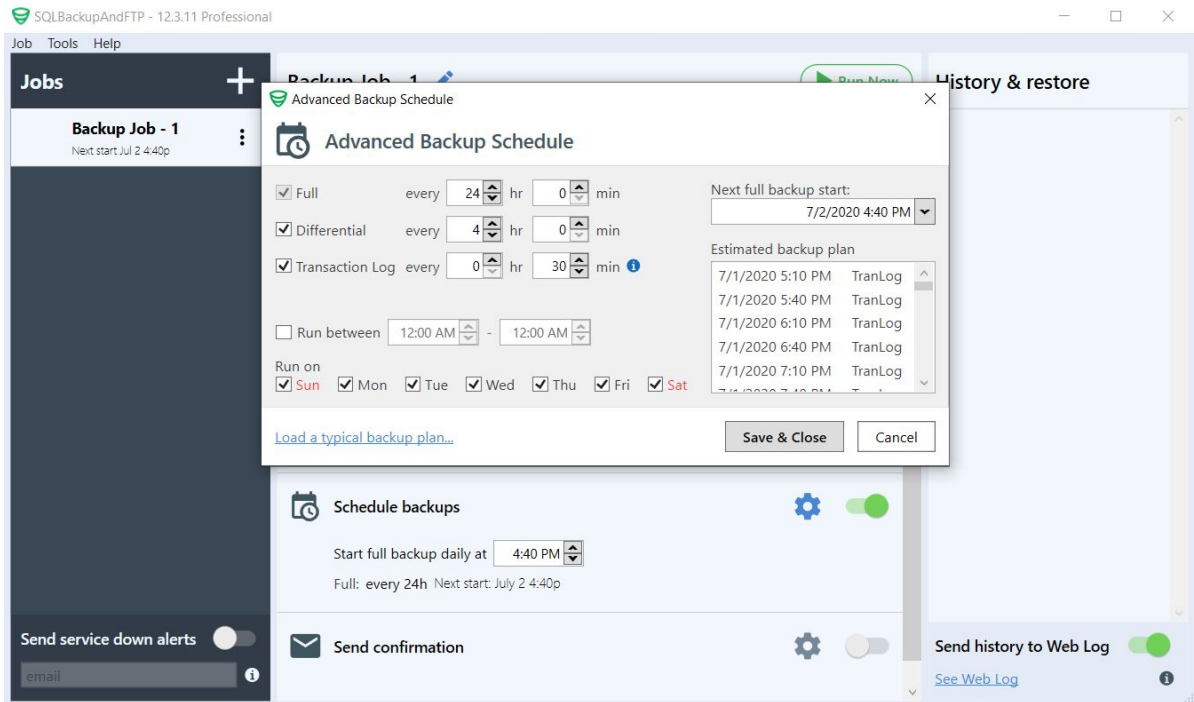 SQLBackupAndFTP - 12.3.11 Professional
Job Tools Help
Jobs
Backup Job - 1
Run Now
History & restore
Backup Job - 1
Next start Jul 2 4:40p
Advanced Backup Schedule
Advanced Backup Schedule
Full every 24 hr 0 min
Differential every 4 hr 0 min
Transaction Log every 0 hr 30 min
Run between 12:00 AM - 12:00 AM
Run on
Sun Mon Tue Wed Thu Fri Sat
Next full backup start:
7/2/2020 4:40 PM
Estimated backup plan
7/1/2020 5:10 PM TranLog
7/1/2020 5:40 PM TranLog
7/1/2020 6:10 PM TranLog
7/1/2020 6:40 PM TranLog
7/1/2020 7:10 PM TranLog
Load a typical backup plan...
Save & Close
Cancel
Schedule backups
Start full backup daily at 4:40 PM
Full: every 24h Next start: July 2 4:40p
Send confirmation
Send service down alerts
email
Send history to Web Log
See Web Log